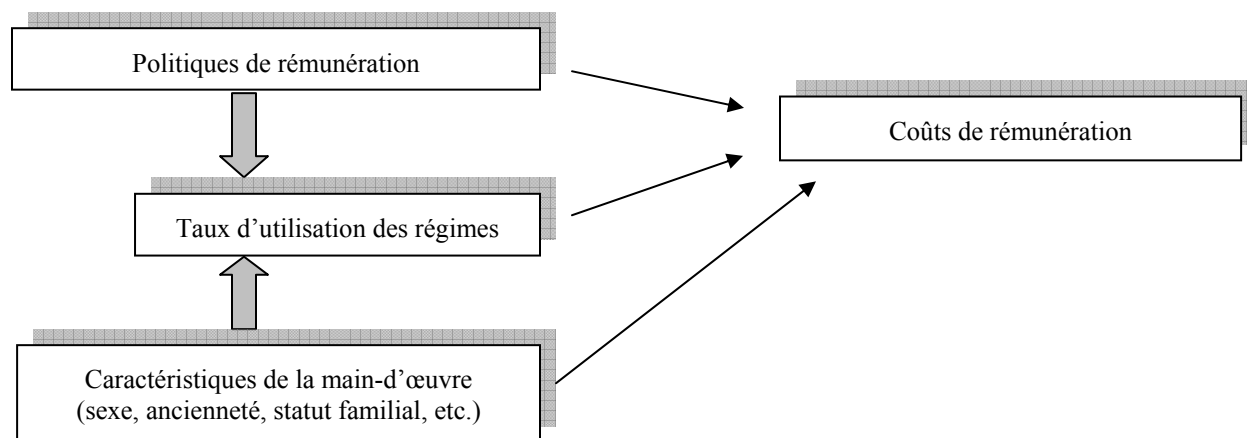 Politiques de rémunération
Coûts de rémunération
Taux d’utilisation des régimes
Caractéristiques de la main-d’œuvre
(sexe, ancienneté, statut familial, etc.)